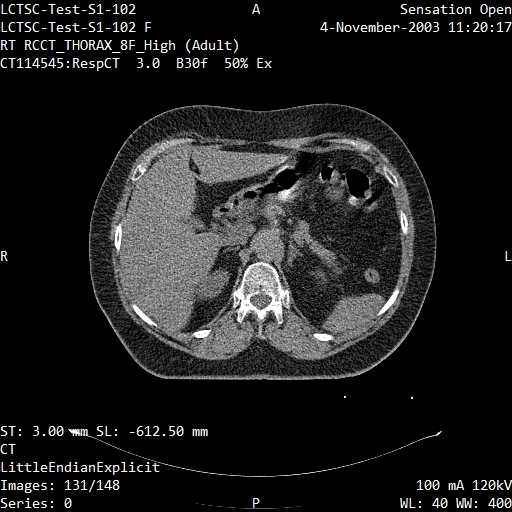 LCTSC-Test-S1-102
A
Sensation Open
LCTSC-Test-S1-102 F
4-November-2003 11:20:17
RT RCCT_THORAX_8F_High (Adult)
CT114545:RespCT  3.0  B30f  50% Ex
R
L
ST: 3.00 mm SL: -612.50 mm
CT
LittleEndianExplicit
Images: 131/148
100 mA 120kV
Series: 0
P
WL: 40 WW: 400